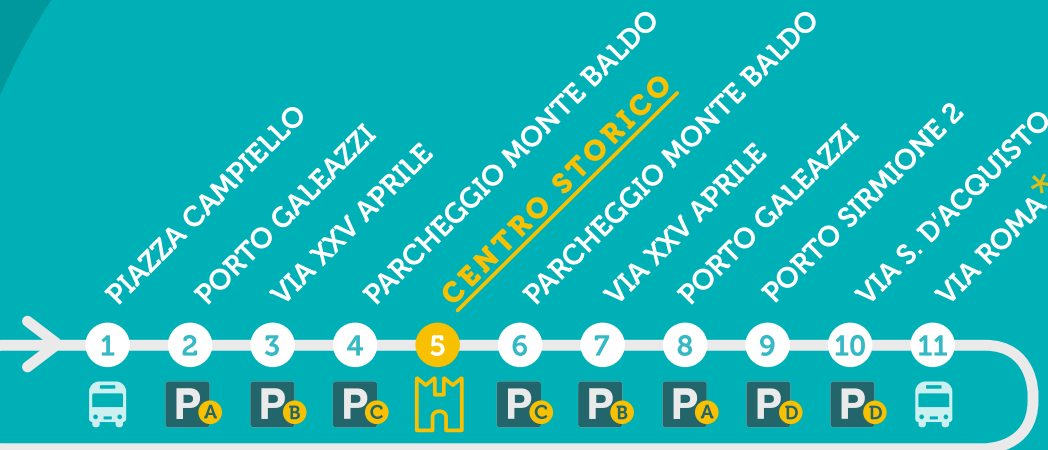 PIAZZA CAMPIELLO
PORTO GALEAZZI
VIA XXV APRILE
PARCHEGGIO MONTE BALDO
CENTRO STORICO
PARCHEGGIO MONTE BALDO
VIA XXV APRILE
PORTO GALEAZZI
PORTO SIRMIONE 2
VIA S. D'ACQUISTO
VIA ROMA*
1 2 3 4 5 6 7 8 9 10 11
P A P B P C P C P B P A P D P D